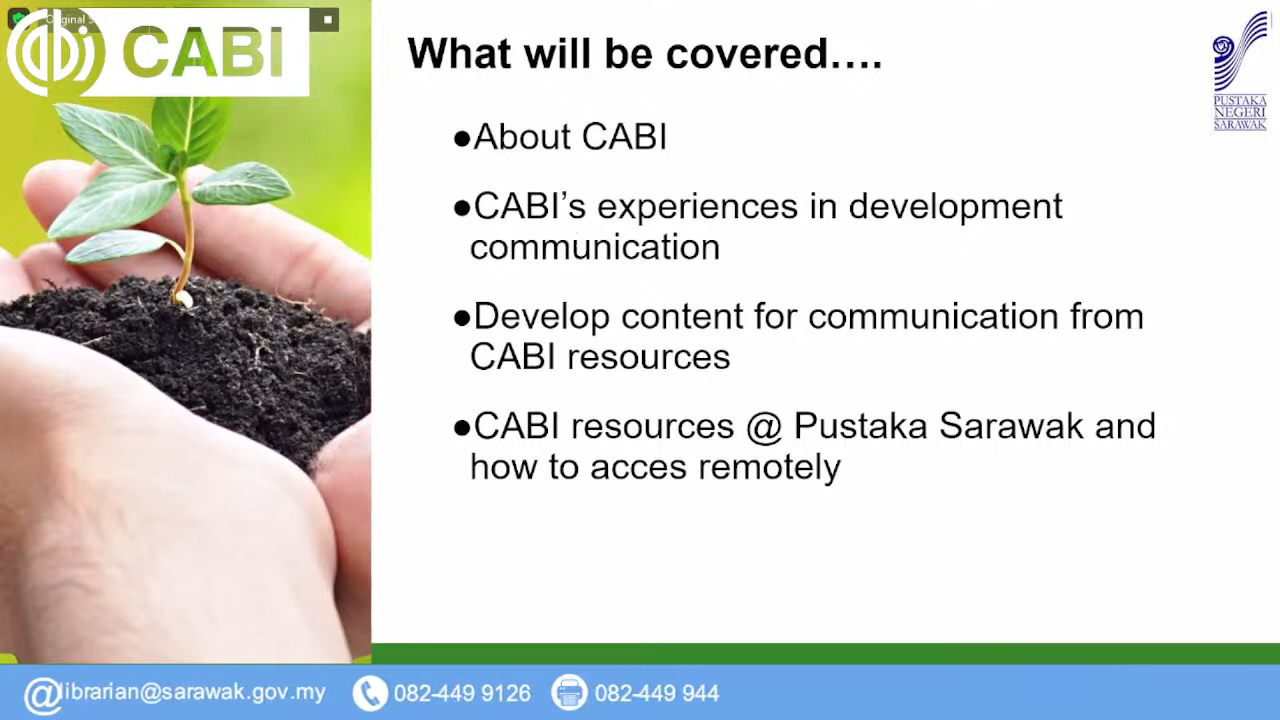 Original S
CABI
What will be covered....
PUSTAKA
NEGERI
SARAWAK
●About CABI
●CABI’s experiences in development
communication
●Develop content for communication from
CABI resources
●CABI resources @ Pustaka Sarawak and
how to acces remotely
@librarian@sarawak.gov.my 082-449 9126 082-449 944